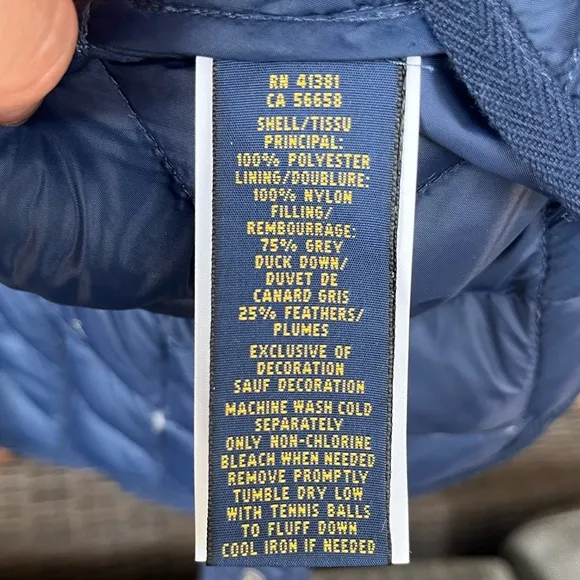 RN 41381
CA 56658
SHELL/TISSU
PRINCIPAL:
100% POLYESTER
LINING/DOUBLURE:
100% NYLON
FILLING/
REMBOURRAGE:
75% GREY
DUCK DOWN/
DUVET DE
CANARD GRIS
25% FEATHERS/
PLUMES
EXCLUSIVE OF
DECORATION
SAUF DECORATION
MACHINE WASH COLD
SEPARATELY
ONLY NON-CHLORINE
BLEACH WHEN NEEDED
REMOVE PROMPTLY
TUMBLE DRY LOW
WITH TENNIS BALLS
TO FLUFF DOWN
COOL IRON IF NEEDED